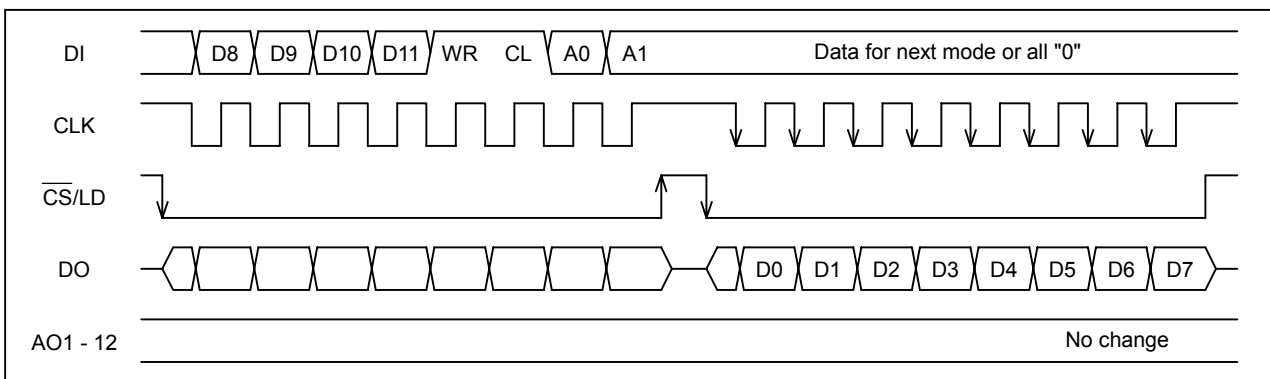 DI D8 D9 D10 D11 WR CL A0 A1 Data for next mode or all "0"
CLK
CS/LD
DO D0 D1 D2 D3 D4 D5 D6 D7
AO1 - 12 No change